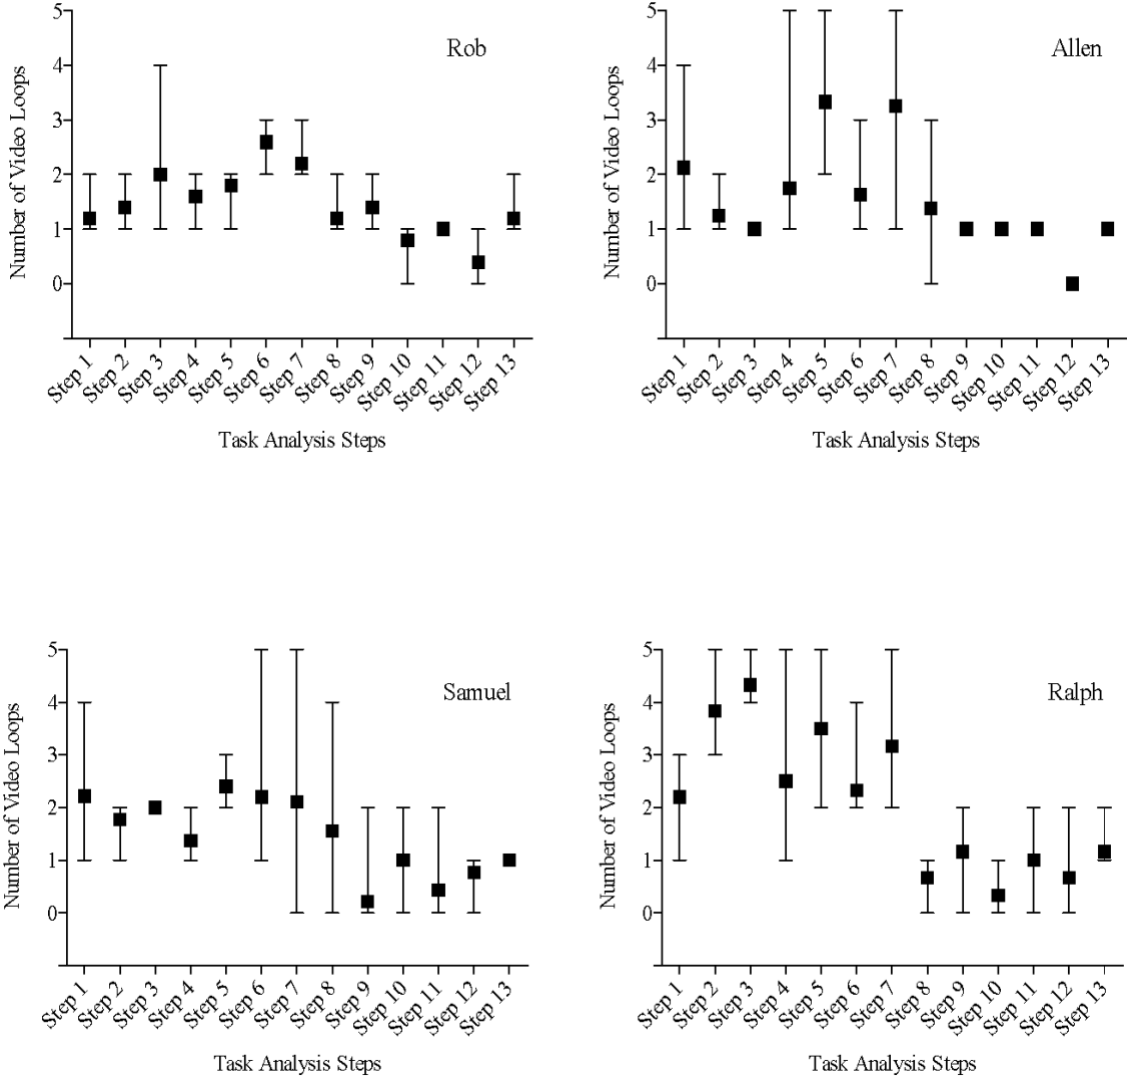 Rob
Number of Video Loops
5
4
3
2
1
0
Step 1
Step 2
Step 3
Step 4
Step 5
Step 6
Step 7
Step 8
Step 9
Step 10
Step 11
Step 12
Step 13
Task Analysis Steps
Allen
Number of Video Loops
5
4
3
2
1
0
Step 1
Step 2
Step 3
Step 4
Step 5
Step 6
Step 7
Step 8
Step 9
Step 10
Step 11
Step 12
Step 13
Task Analysis Steps
Samuel
Number of Video Loops
5
4
3
2
1
0
Step 1
Step 2
Step 3
Step 4
Step 5
Step 6
Step 7
Step 8
Step 9
Step 10
Step 11
Step 12
Step 13
Task Analysis Steps
Ralph
Number of Video Loops
5
4
3
2
1
0
Step 1
Step 2
Step 3
Step 4
Step 5
Step 6
Step 7
Step 8
Step 9
Step 10
Step 11
Step 12
Step 13
Task Analysis Steps